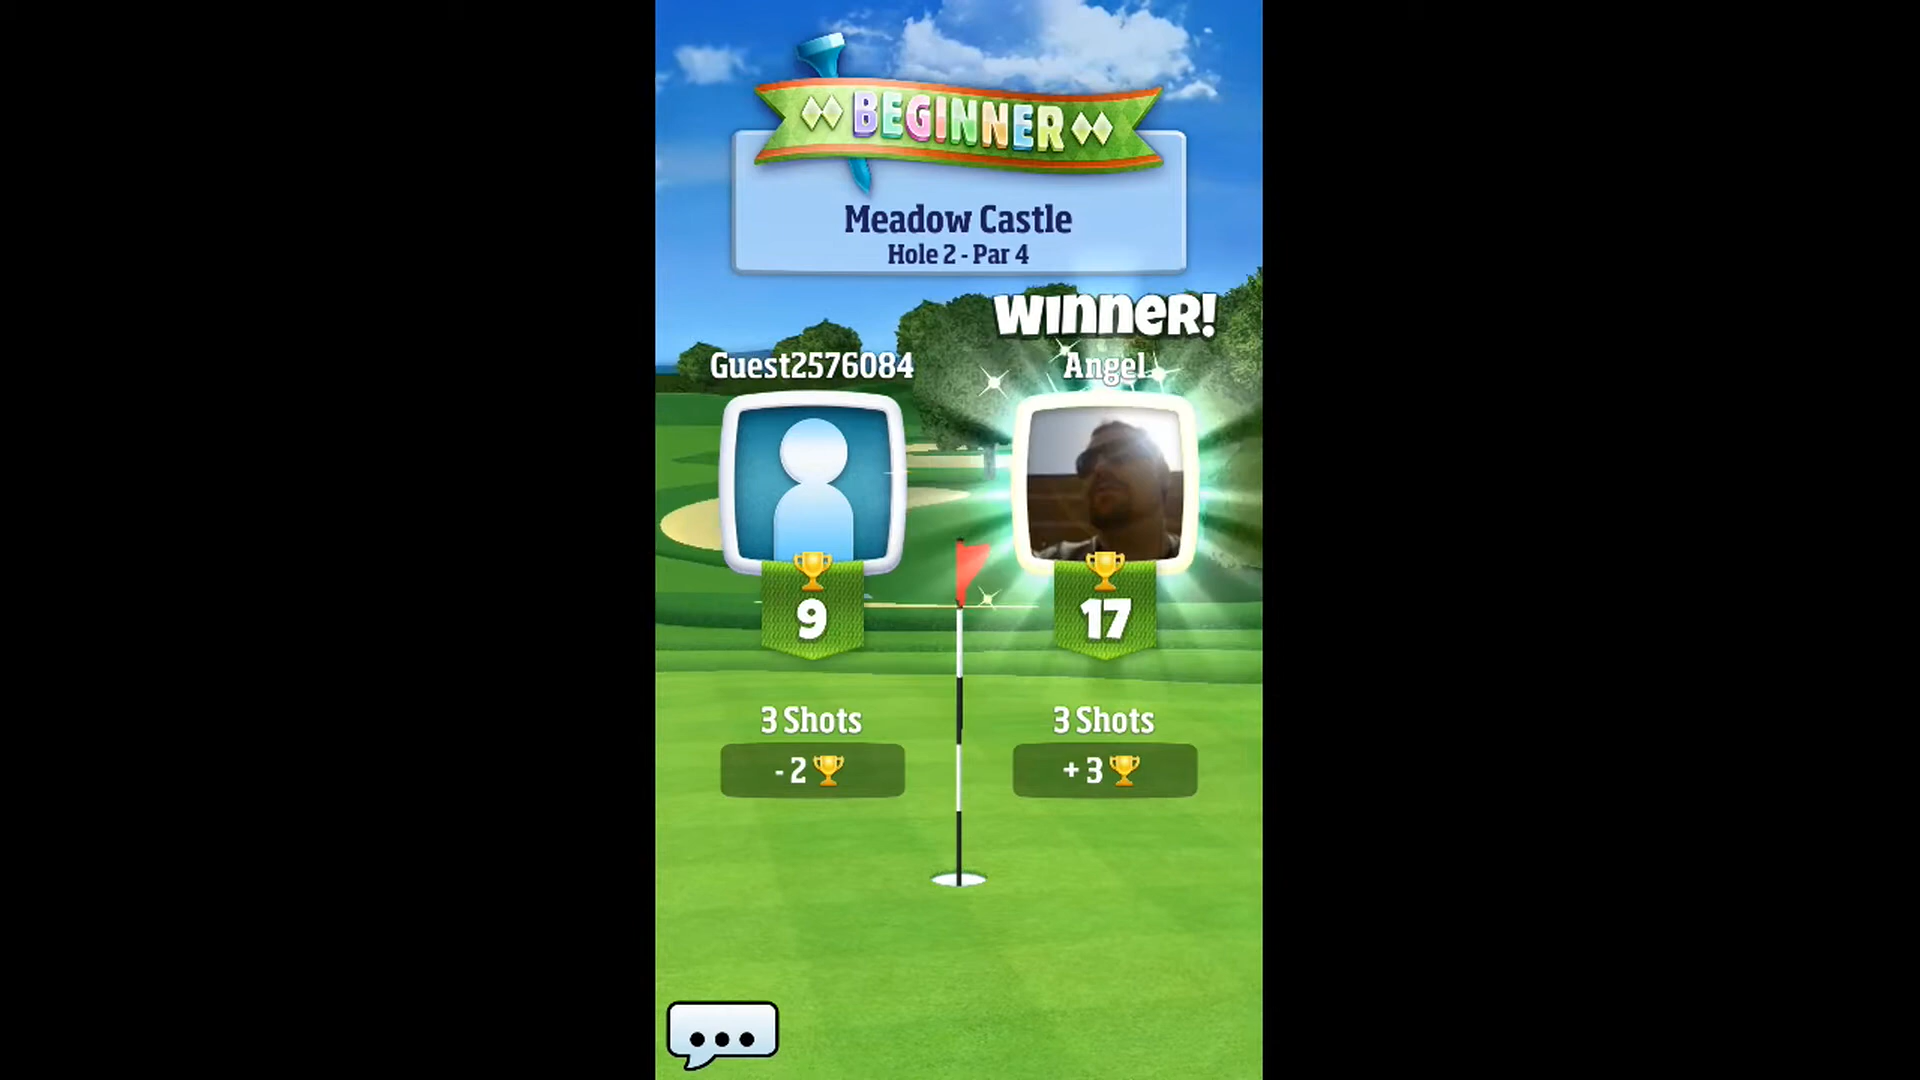 BEGINNER
Meadow Castle
Hole 2 - Par 4
WINNER!
Guest2576084
Angel
9
17
3 Shots
3 Shots
- 2
+ 3